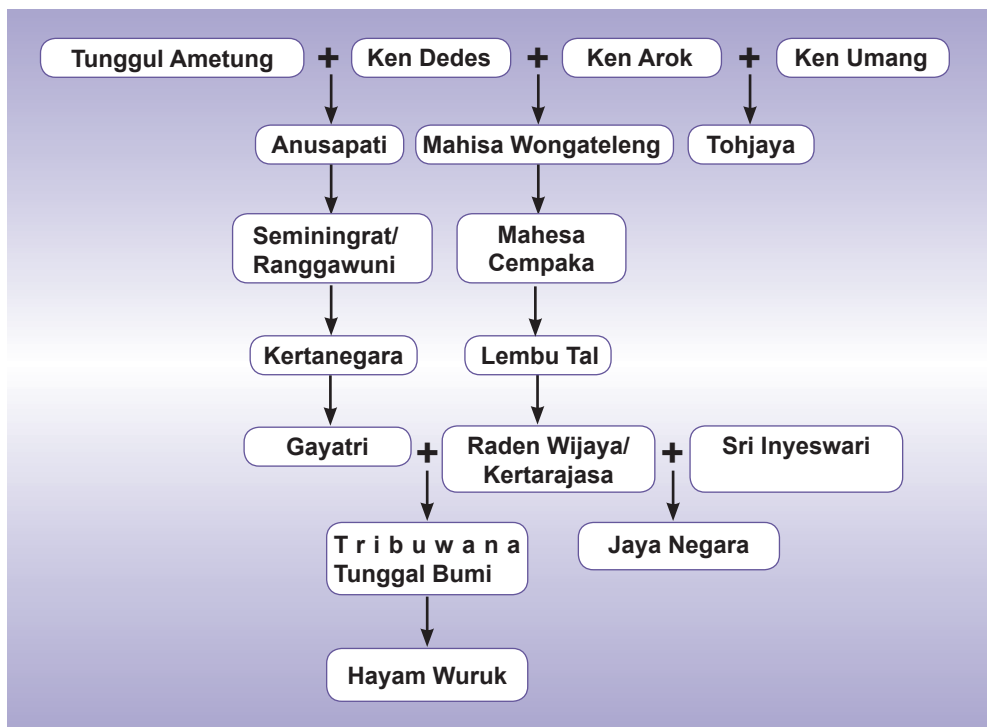 Tunggul Ametung + Ken Dedes + Ken Arok + Ken Umang
Anusapati
Mahisa Wongateleng
Tohjaya
Seminingrat/
Ranggawuni
Mahesa
Cempaka
Kertanegara
Lembu Tal
Gayatri + Raden Wijaya/
Kertarajasa + Sri Inyeswari
Tribuwana
Tunggal Bumi
Jaya Negara
Hayam Wuruk